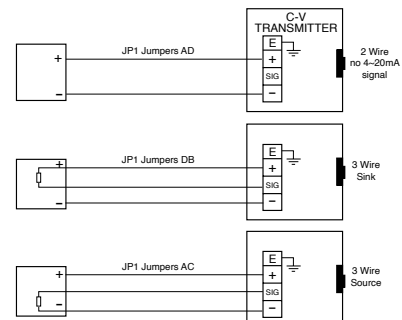 C-V
TRANSMITTER
E
JP1 Jumpers AD
+
+
SIG
−
−
2 Wire
no 4~20mA
signal
E
JP1 Jumpers DB
+
+
SIG
−
−
3 Wire
Sink
E
JP1 Jumpers AC
+
+
SIG
−
−
3 Wire
Source